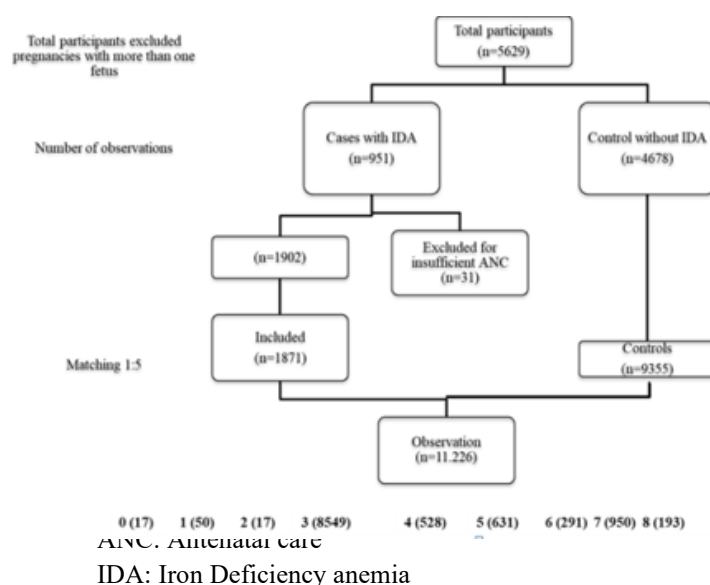 Total participants excluded
pregnancies with more than one
fetus
Total participants
(n=5629)
Number of observations
Cases with IDA
(n=951)
Control without IDA
(n=4678)
(n=1902)
Excluded for
insufficient ANC
(n=31)
Matching 1:5
Included
(n=1871)
Controls
(n=9355)
Observation
(n=11.226)
0 (17) 1 (50) 2 (17) 3 (8549) 4 (528) 5 (631) 6 (291) 7 (950) 8 (193)
ANC: Antenatal care
IDA: Iron Deficiency anemia